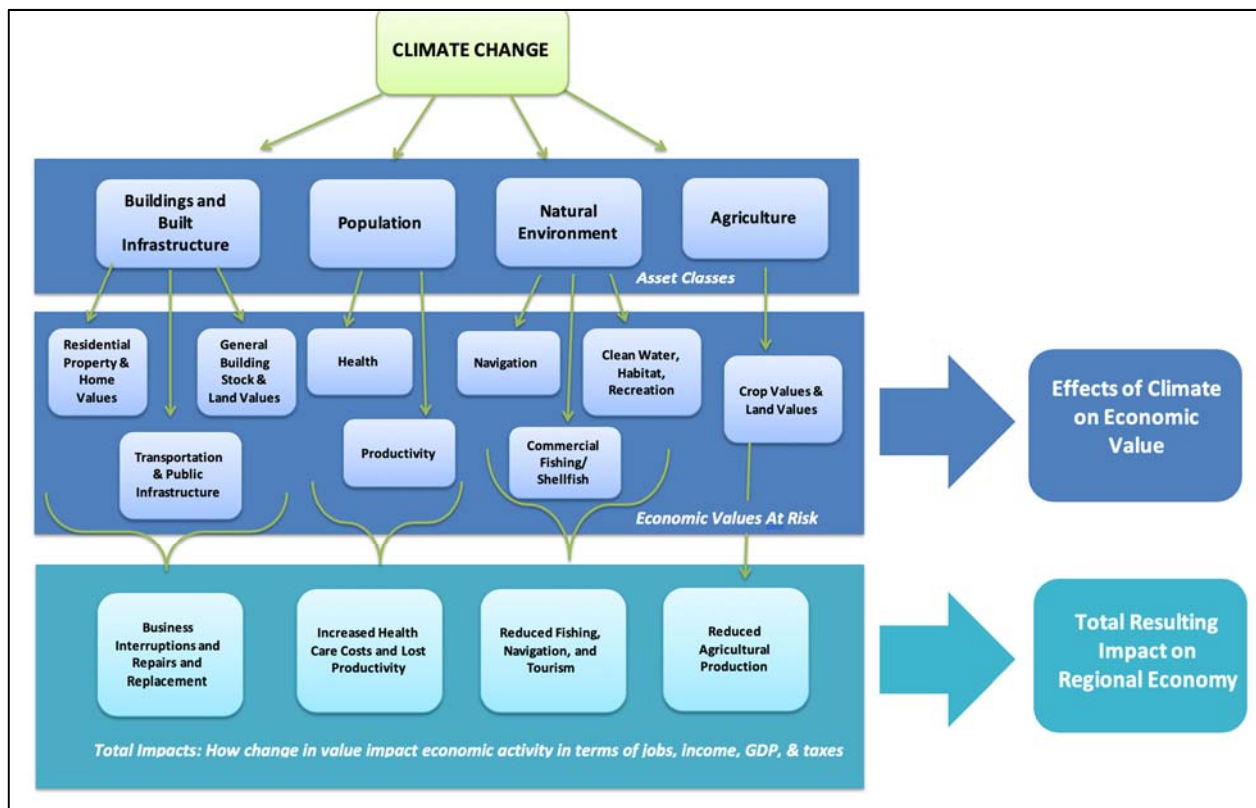 CLIMATE CHANGE
Buildings and
Built
Infrastructure
Population
Natural
Environment
Agriculture
Asset Classes
Residential
Property &
Home
Values
General
Building
Stock &
Land Values
Health
Navigation
Clean Water,
Habitat,
Recreation
Crop Values &
Land Values
Transportation
& Public
Infrastructure
Productivity
Commercial
Fishing/
Shellfish
Economic Values At Risk
Effects of Climate
on Economic
Value
Business
Interruptions and
Repairs and
Replacement
Increased Health
Care Costs and Lost
Productivity
Reduced Fishing,
Navigation, and
Tourism
Reduced
Agricultural
Production
Total Impacts: How change in value impact economic activity in terms of jobs, income, GDP, & taxes
Total Resulting
Impact on
Regional Economy